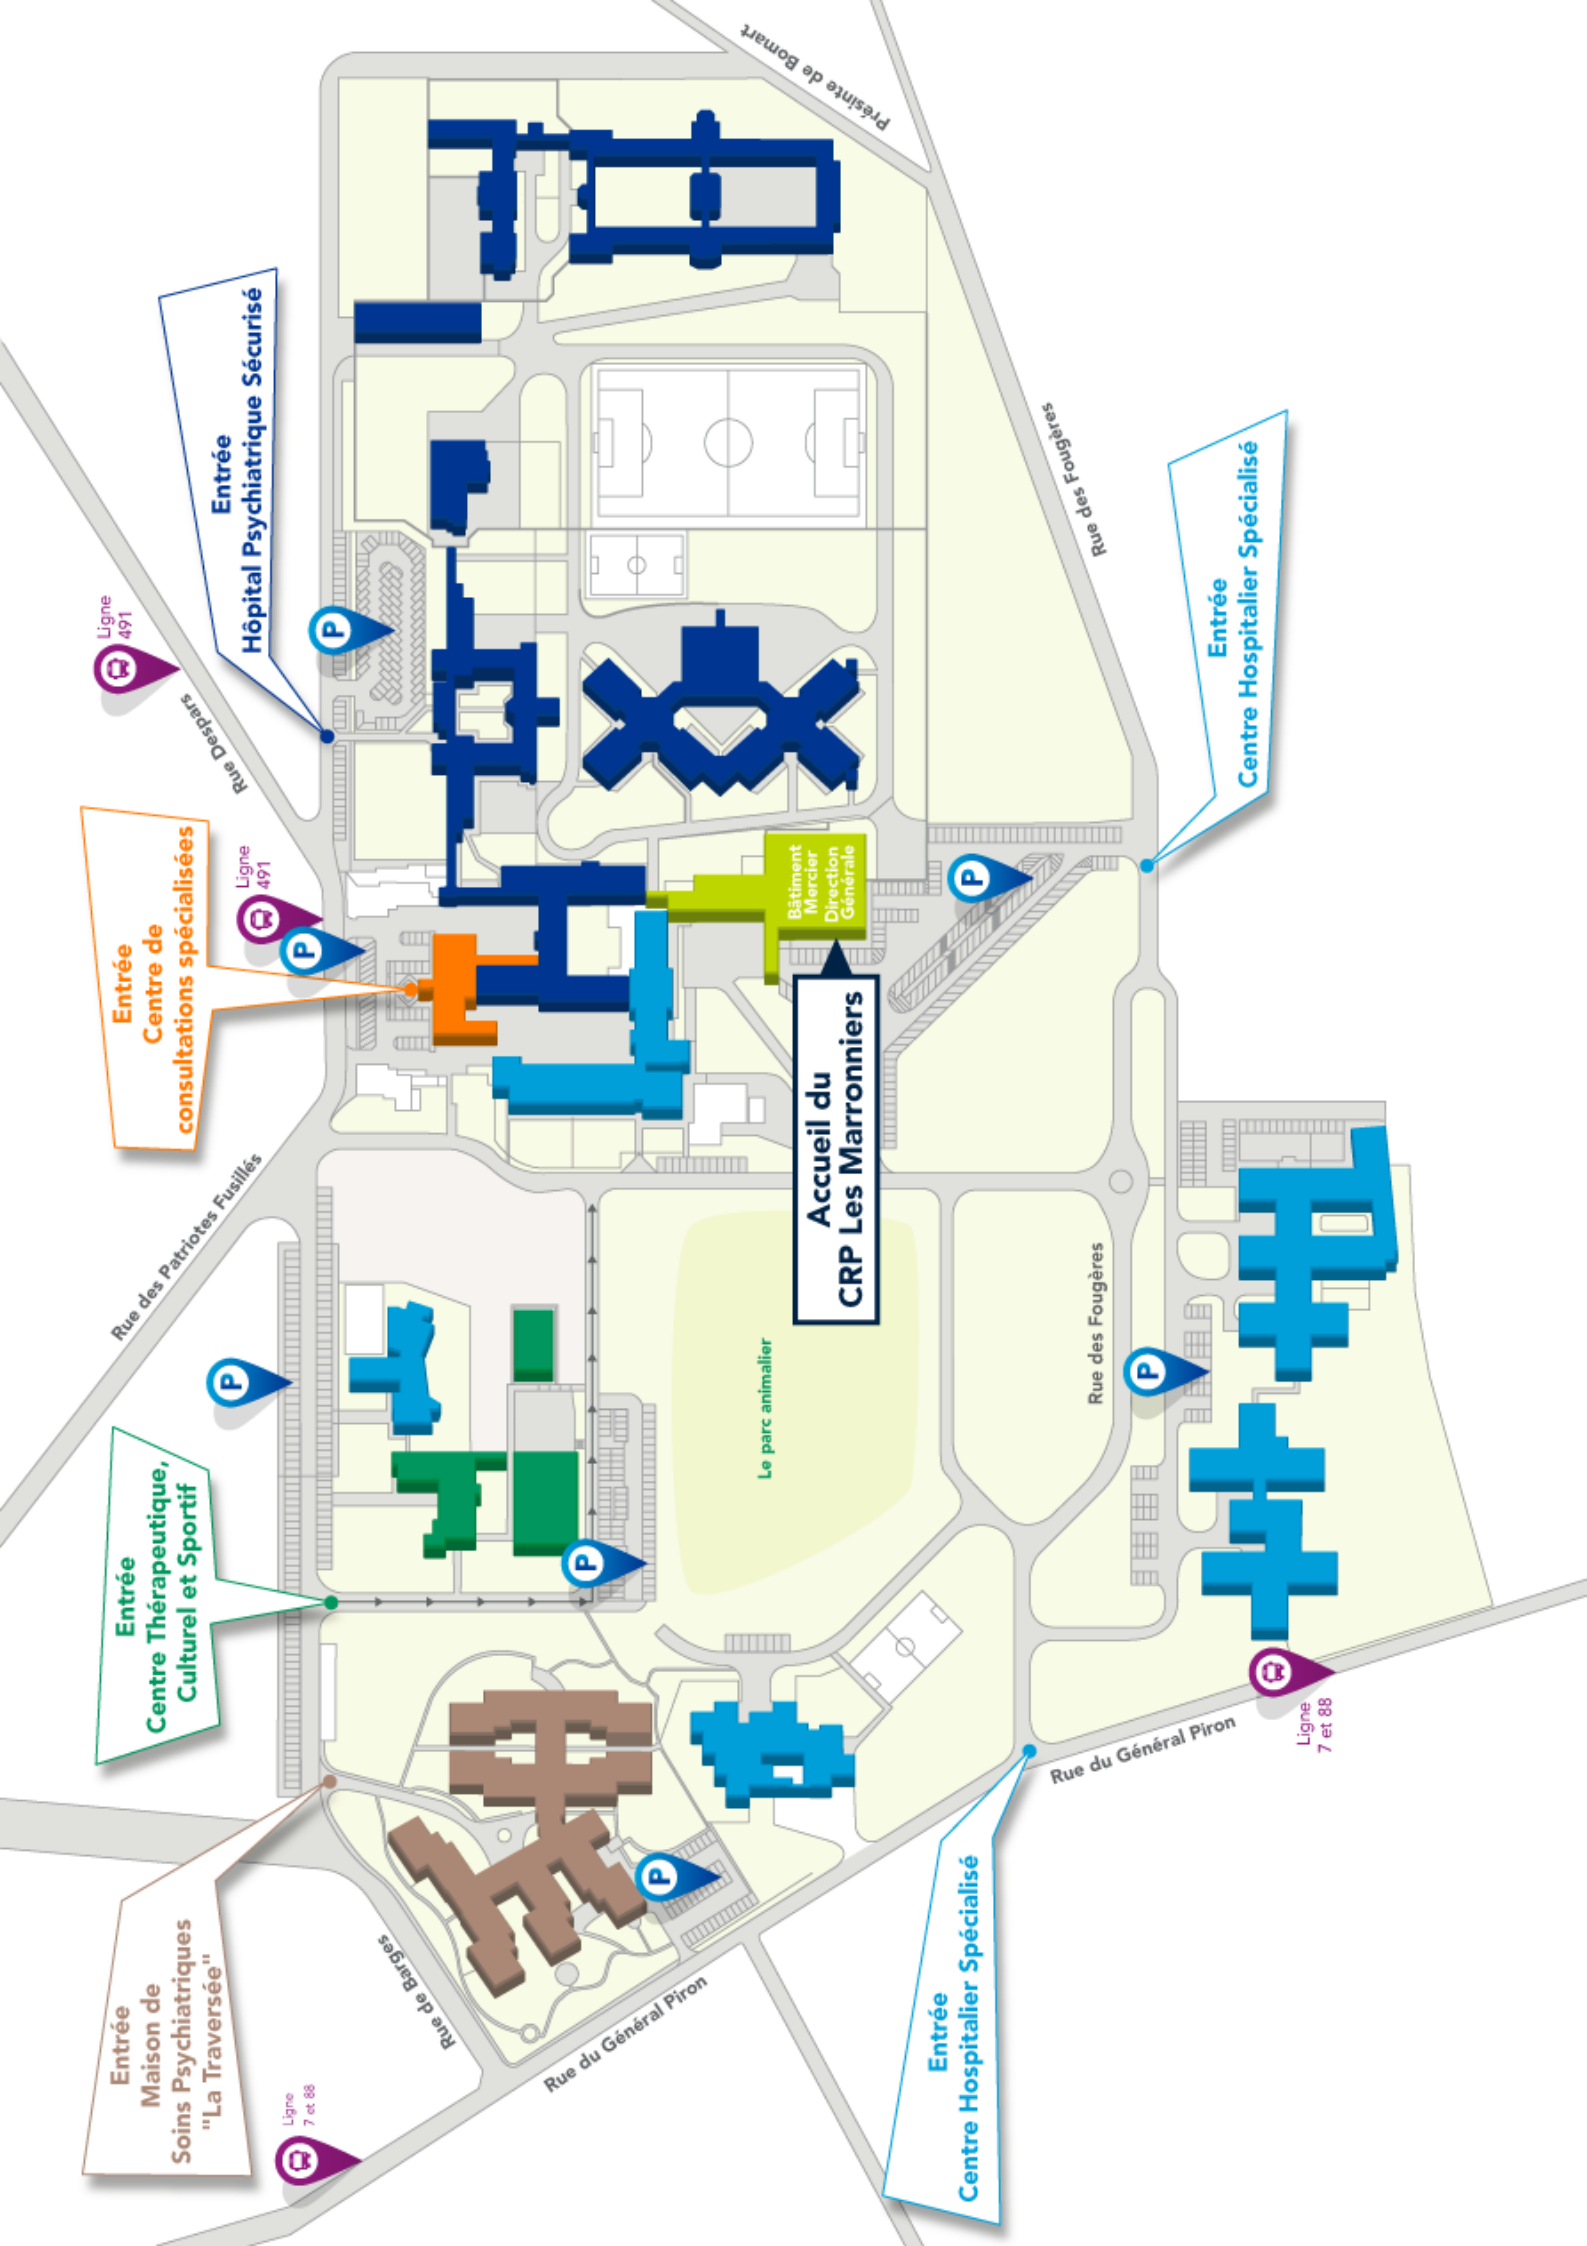 Entrée
Maison de
Soins Psychiatriques
"La Traversée"
Entrée
Centre Thérapeutique,
Culturel et Sportif
Entrée
Centre de
consultations spécialisées
Entrée
Hôpital Psychiatrique Sécurisé
Ligne
7 et 88
Rue de Barges
Rue du Général Piron
P
P
P
Rue des Patriotes Fusillés
Ligne
491
P
Ligne
491
Rue Despars
P
Présinte de Bomart
Le parc animalier
Bâtiment
Mercier
Direction
Générale
Accueil du
CRP Les Marronniers
P
Rue des Fougères
Rue des Fougères
P
Entrée
Centre Hospitalier Spécialisé
Entrée
Centre Hospitalier Spécialisé
Rue du Général Piron
Ligne
7 et 88